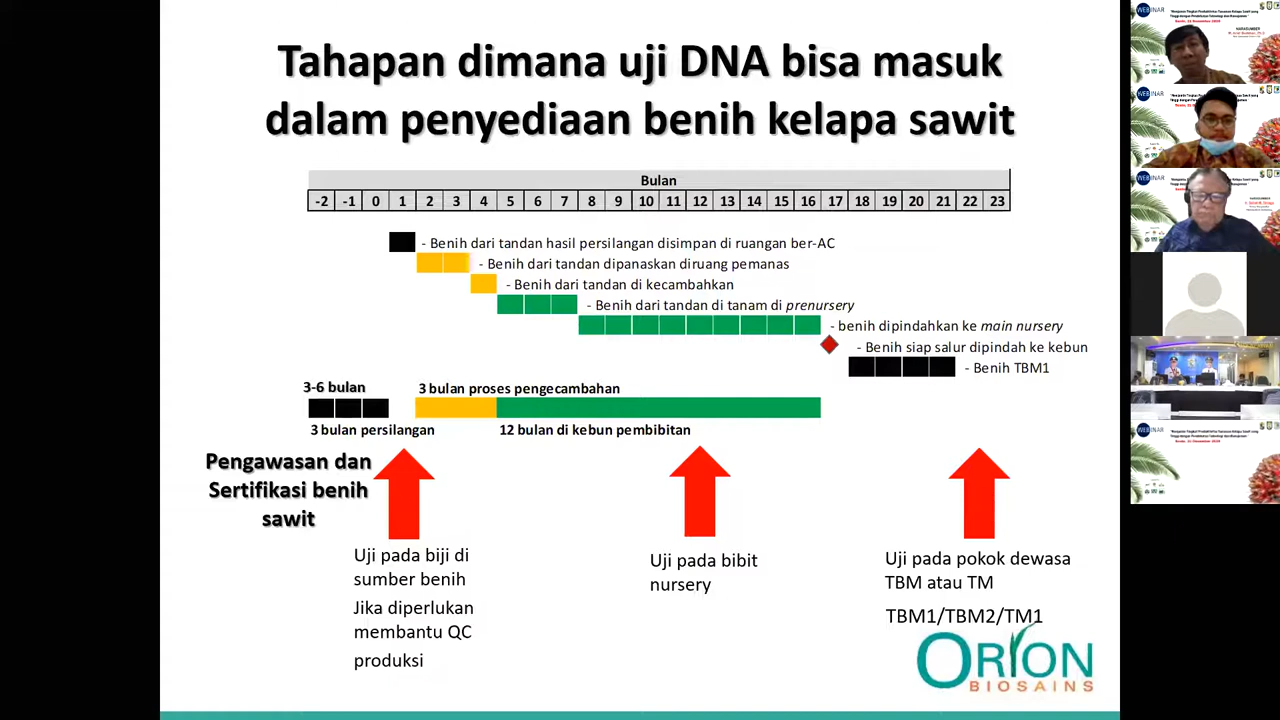 Tahapan dimana uji DNA bisa masuk
dalam penyediaan benih kelapa sawit
Bulan
-2 -1 0 1 2 3 4 5 6 7 8 9 10 11 12 13 14 15 16 17 18 19 20 21 22 23
- Benih dari tandan hasil persilangan disimpan di ruangan ber-AC
- Benih dari tandan dipanaskan diruang pemanas
- Benih dari tandan di kecambahkan
- Benih dari tandan di tanam di prenursery
- benih dipindahkan ke main nursery
- Benih siap salur dipindah ke kebun
- Benih TBM1
3-6 bulan
3 bulan proses pengecambahan
3 bulan persilangan
12 bulan di kebun pembibitan
Pengawasan dan
Sertifikasi benih
sawit
Uji pada biji di
sumber benih
Jika diperlukan
membantu QC
produksi
Uji pada bibit
nursery
Uji pada pokok dewasa
TBM atau TM
TBM1/TBM2/TM1
ORION
BIOSAINS
WEBINAR
NARASUMBER
WEBINAR
WEBINAR
WEBINAR